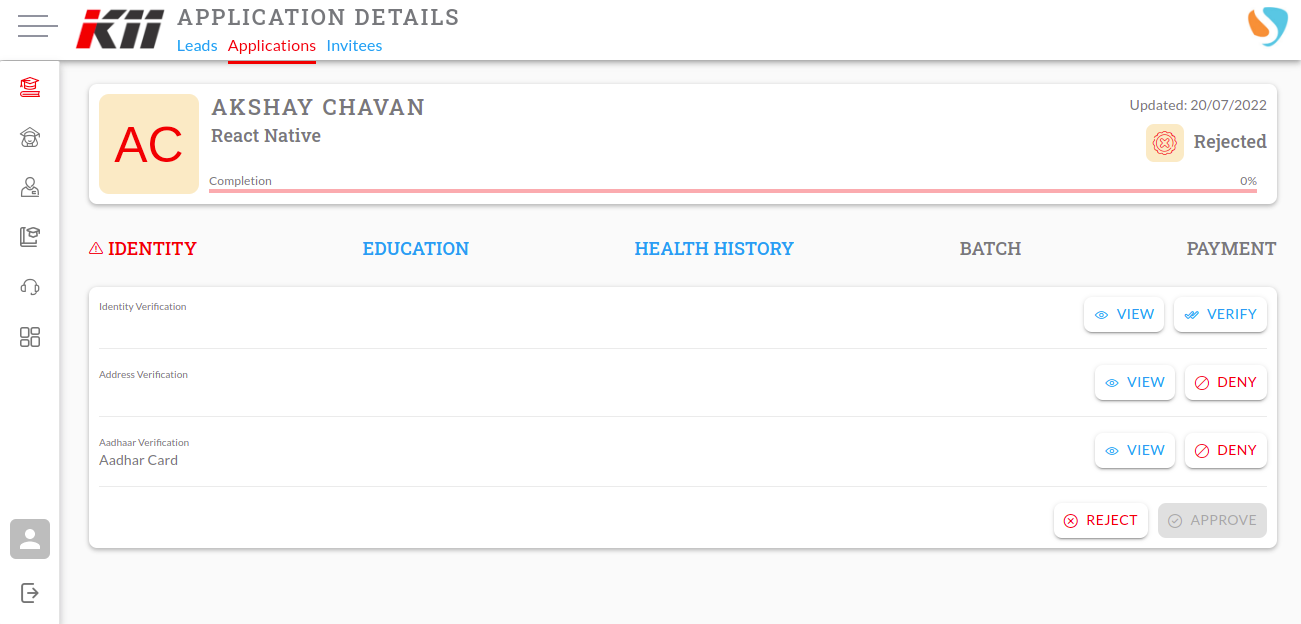 KII
APPLICATION DETAILS
Leads Applications Invitees
AC
AKSHAY CHAVAN
React Native
Updated: 20/07/2022
Rejected
Completion 0%
IDENTITY EDUCATION HEALTH HISTORY BATCH PAYMENT
Identity Verification
VIEW VERIFY
Address Verification
VIEW DENY
Aadhaar Verification
Aadhar Card
VIEW DENY
REJECT APPROVE